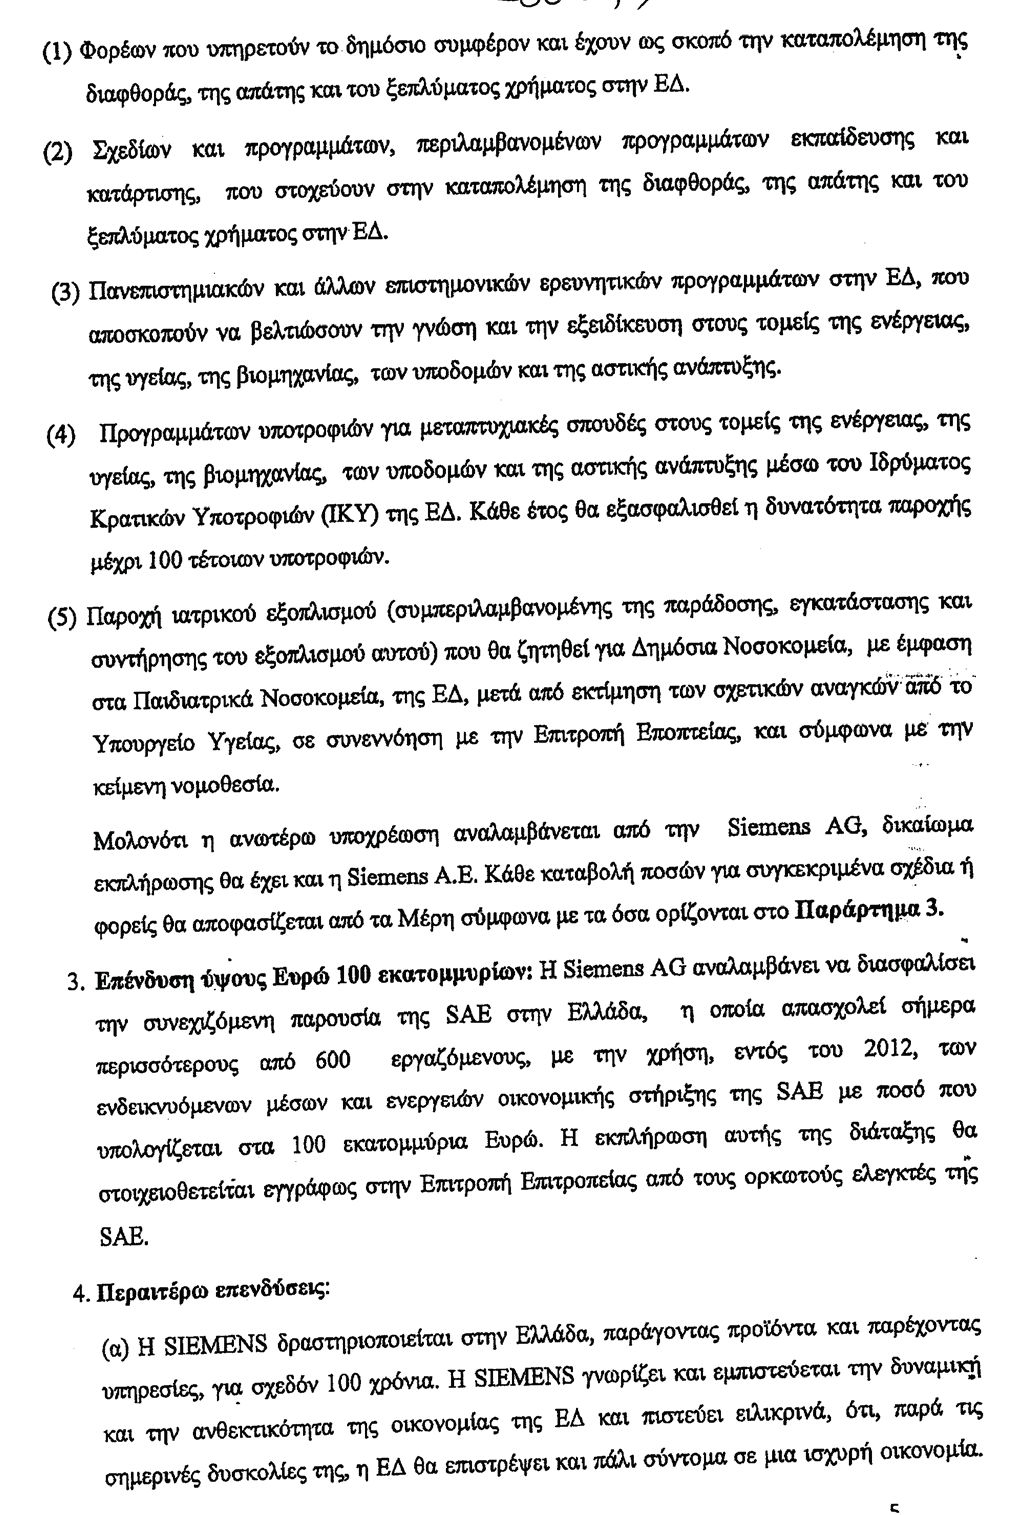 (1) Φορέων που υπηρετούν το δημόσιο συμφέρον και έχουν ως σκοπό την καταπολέμηση της
διαφθοράς, της απάτης και του ξεπλύματος χρήματος στην ΕΔ.
(2) Σχεδίων και προγραμμάτων, περιλαμβανομένων προγραμμάτων εκπαίδευσης και
κατάρτισης, που στοχεύουν στην καταπολέμηση της διαφθοράς, της απάτης και του
ξεπλύματος χρήματος στην ΕΔ.
(3) Πανεπιστημιακών και άλλων επιστημονικών ερευνητικών προγραμμάτων στην ΕΔ, που
αποσκοπούν να βελτιώσουν την γνώση και την εξειδίκευση στους τομείς της ενέργειας,
της υγείας, της βιομηχανίας, των υποδομών και της αστικής ανάπτυξης.
(4) Προγραμμάτων υποτροφιών για μεταπτυχιακές σπουδές στους τομείς της ενέργειας, της
υγείας, της βιομηχανίας, των υποδομών και της αστικής ανάπτυξης μέσω του Ιδρύματος
Κρατικών Υποτροφιών (ΙΚΥ) της ΕΔ. Κάθε έτος θα εξασφαλισθεί η δυνατότητα παροχής
μέχρι 100 τέτοιων υποτροφιών.
(5) Παροχή ιατρικού εξοπλισμού (συμπεριλαμβανομένης της παράδοσης, εγκατάστασης και
συντήρησης του εξοπλισμού αυτού) που θα ζητηθεί για Δημόσια Νοσοκομεία, με έμφαση
στα Παιδιατρικά Νοσοκομεία, της ΕΔ, μετά από εκτίμηση των σχετικών αναγκών από το
Υπουργείο Υγείας, σε συνεννόηση με την Επιτροπή Εποπτείας, και σύμφωνα με την
κείμενη νομοθεσία.
Μολονότι η ανωτέρω υποχρέωση αναλαμβάνεται από την Siemens AG, δικαίωμα
εκπλήρωσης θα έχει και η Siemens Α.Ε. Κάθε καταβολή ποσών για συγκεκριμένα σχέδια ή
φορείς θα αποφασίζεται από τα Μέρη σύμφωνα με τα όσα ορίζονται στο Παράρτημα 3.
3. Επένδυση ύψους Ευρώ 100 εκατομμυρίων: Η Siemens AG αναλαμβάνει να διασφαλίσει
την συνεχιζόμενη παρουσία της SAE στην Ελλάδα, η οποία απασχολεί σήμερα
περισσότερους από 600 εργαζόμενους, με την χρήση, εντός του 2012, των
ενδεικνυόμενων μέσων και ενεργειών οικονομικής στήριξης της SAE με ποσό που
υπολογίζεται στα 100 εκατομμύρια Ευρώ. Η εκπλήρωση αυτής της διάταξης θα
στοιχειοθετείται εγγράφως στην Επιτροπή Επιτροπείας από τους ορκωτούς ελεγκτές της
SAE.
4. Περαιτέρω επενδύσεις:
(α) Η SIEMENS δραστηριοποιείται στην Ελλάδα, παράγοντας προϊόντα και παρέχοντας
υπηρεσίες, για σχεδόν 100 χρόνια. Η SIEMENS γνωρίζει και εμπιστεύεται την δυναμική
και την ανθεκτικότητα της οικονομίας της ΕΔ και πιστεύει ειλικρινά, ότι, παρά τις
σημερινές δυσκολίες της, η ΕΔ θα επιστρέψει και πάλι σύντομα σε μια ισχυρή οικονομία.
5